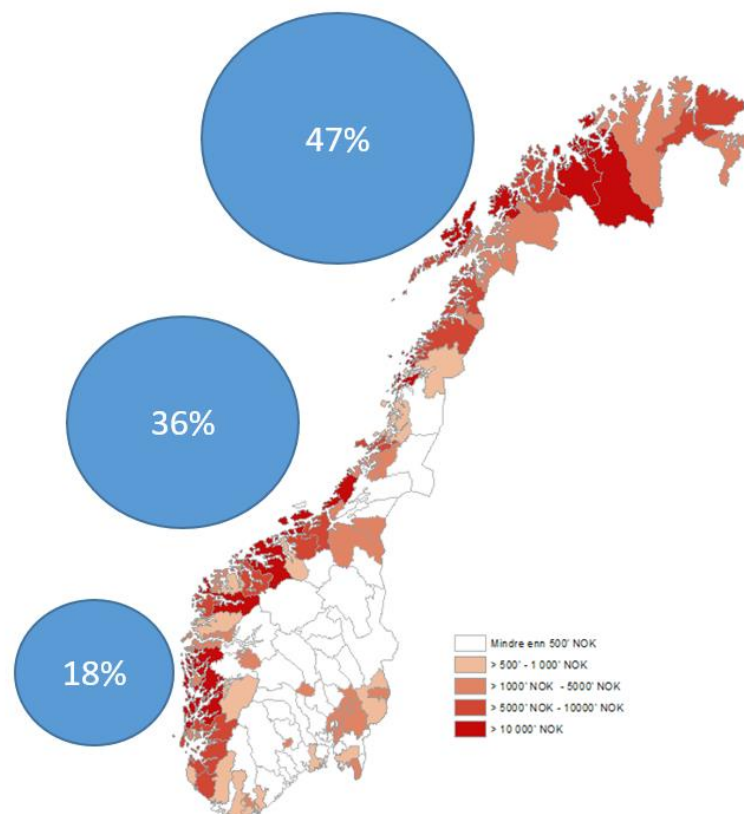 47%
36%
18%
Mindre enn 500' NOK
> 500' - 1 000' NOK
> 1000' NOK - 5000' NOK
> 5000' NOK - 10000' NOK
> 10 000' NOK